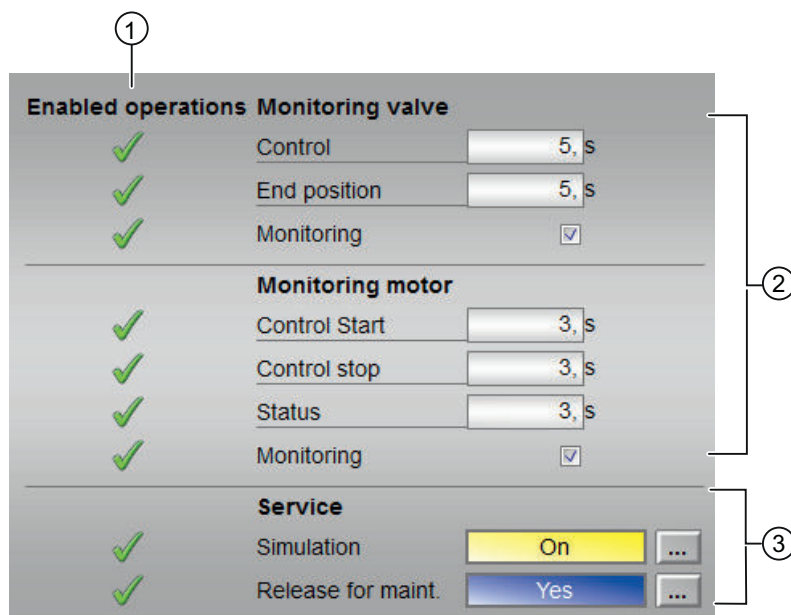 1
Enabled operations Monitoring valve
Control 5, s
End position 5, s
Monitoring
2
Monitoring motor
Control Start 3, s
Control stop 3, s
Status 3, s
Monitoring
Service
3
Simulation On ...
Release for maint. Yes ...